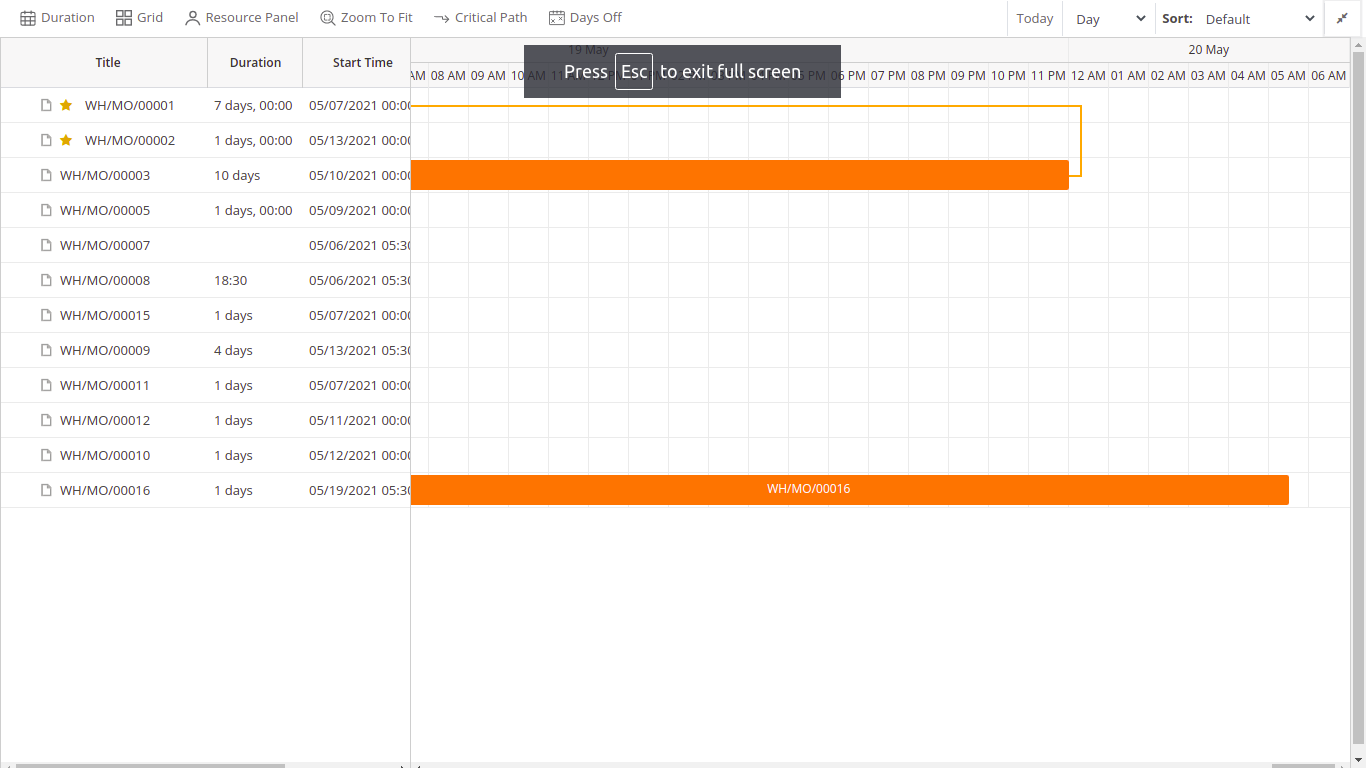 Duration Grid Resource Panel Zoom To Fit Critical Path Days Off Today Day Sort: Default
Title Duration Start Time 19 May 20 May
Press Esc to exit full screen
AM 08 AM 09 AM 10 AM 11 06 PM 07 PM 08 PM 09 PM 10 PM 11 PM 12 AM 01 AM 02 AM 03 AM 04 AM 05 AM 06 AM
WH/MO/00001 7 days, 00:00 05/07/2021 00:00
WH/MO/00002 1 days, 00:00 05/13/2021 00:00
WH/MO/00003 10 days 05/10/2021 00:00
WH/MO/00005 1 days, 00:00 05/09/2021 00:00
WH/MO/00007 05/06/2021 05:30
WH/MO/00008 18:30 05/06/2021 05:30
WH/MO/00015 1 days 05/07/2021 00:00
WH/MO/00009 4 days 05/13/2021 05:30
WH/MO/00011 1 days 05/07/2021 00:00
WH/MO/00012 1 days 05/11/2021 00:00
WH/MO/00010 1 days 05/12/2021 00:00
WH/MO/00016 1 days 05/19/2021 05:30 WH/MO/00016